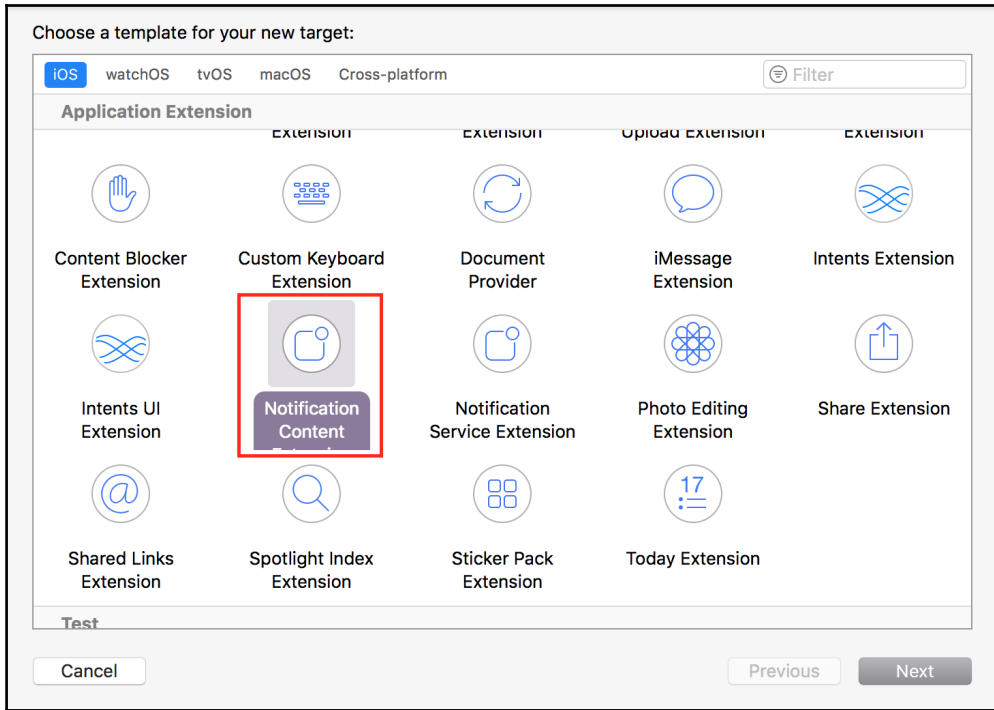 Choose a template for your new target:
iOS watchOS tvOS macOS Cross-platform Filter
Application Extension
Extension Extension Upload Extension Extension
Content Blocker Custom Keyboard Document iMessage Intents Extension
Extension Extension Provider Extension
Intents UI Notification Notification Photo Editing Share Extension
Extension Content Service Extension Extension
@ 17
Shared Links Spotlight Index Sticker Pack Today Extension
Extension Extension Extension
Test
Cancel Previous Next